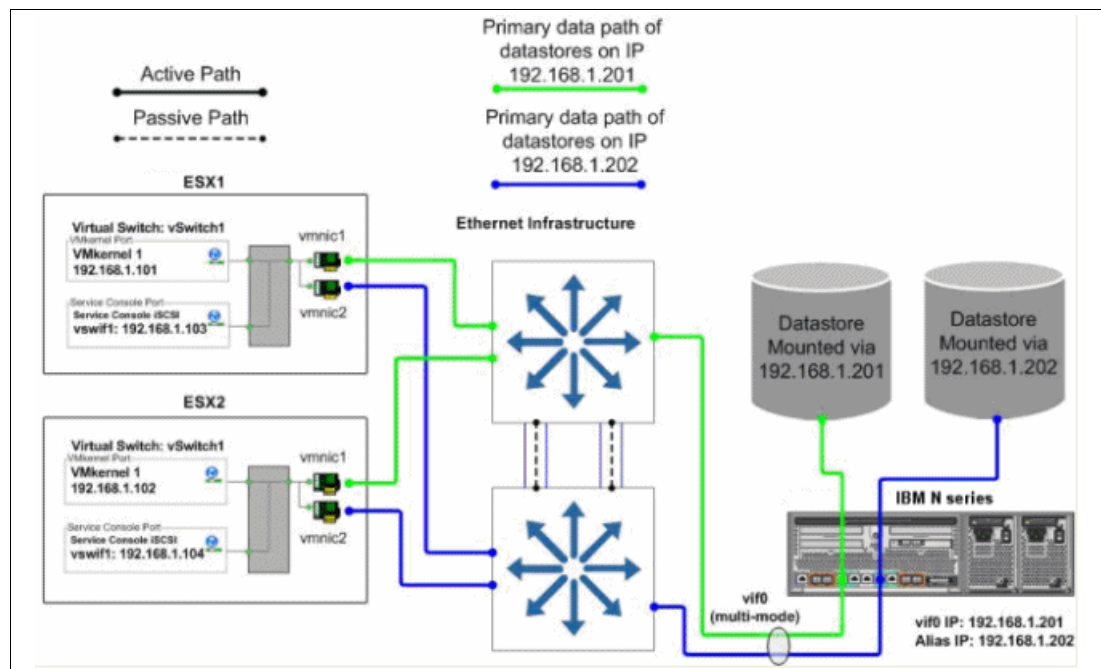 Active Path
Passive Path
Primary data path of
datastores on IP
192.168.1.201
Primary data path of
datastores on IP
192.168.1.202
ESX1
Virtual Switch: vSwitch1
VMkernel Port
VMkernel 1
192.168.1.101
Service Console Port
Service Console iSCSI
vswif1: 192.168.1.103
vmnic1
vmnic2
ESX2
Virtual Switch: vSwitch1
VMkernel Port
VMkernel 1
192.168.1.102
Service Console Port
Service Console iSCSI
vswif1: 192.168.1.104
vmnic1
vmnic2
Ethernet Infrastructure
Datastore
Mounted via
192.168.1.201
Datastore
Mounted via
192.168.1.202
IBM N series
vif0
(multi-mode)
vif0 IP: 192.168.1.201
Alias IP: 192.168.1.202